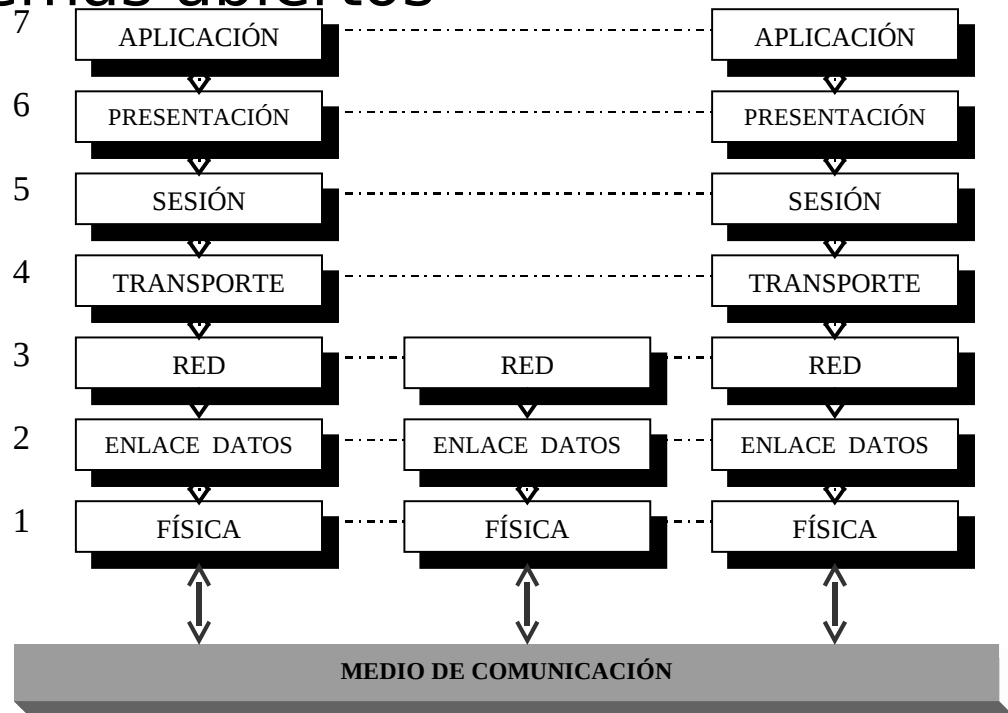 abiertos
7 APLICACIÓN APLICACIÓN
6 PRESENTACIÓN PRESENTACIÓN
5 SESIÓN SESIÓN
4 TRANSPORTE TRANSPORTE
3 RED RED RED
2 ENLACE DATOS ENLACE DATOS ENLACE DATOS
1 FÍSICA FÍSICA FÍSICA
MEDIO DE COMUNICACIÓN